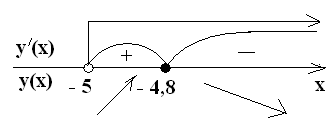 y′(x)
+ −
y(x)
- 5 - 4,8 x